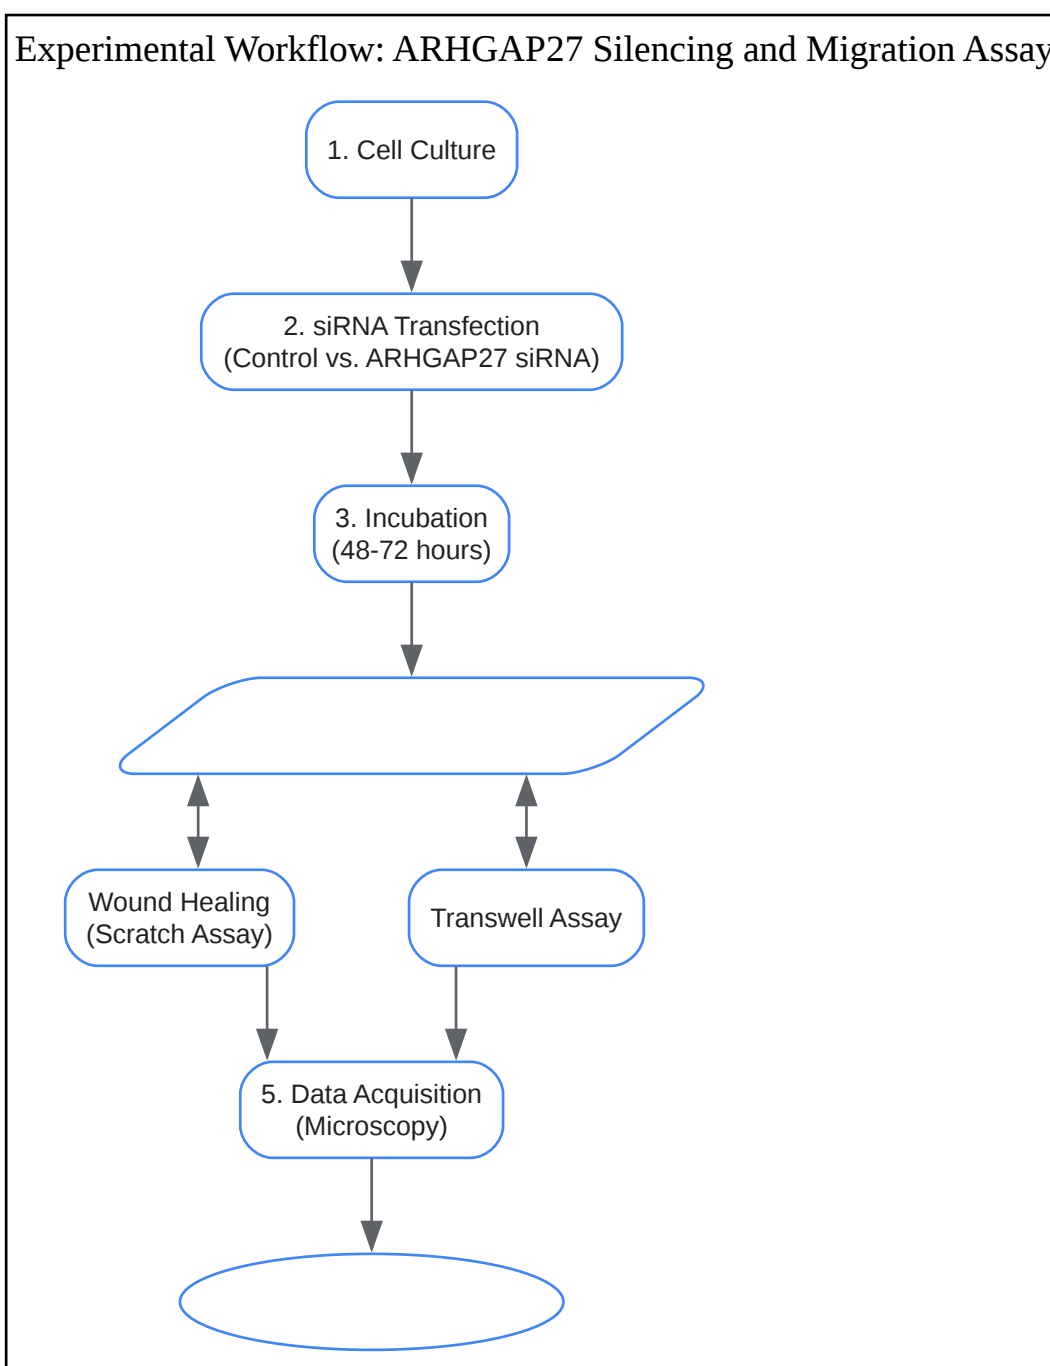 Experimental Workflow: ARHGAP27 Silencing and Migration Assay
1. Cell Culture
2. siRNA Transfection
(Control vs. ARHGAP27 siRNA)
3. Incubation
(48-72 hours)
Wound Healing
(Scratch Assay)
Transwell Assay
5. Data Acquisition
(Microscopy)